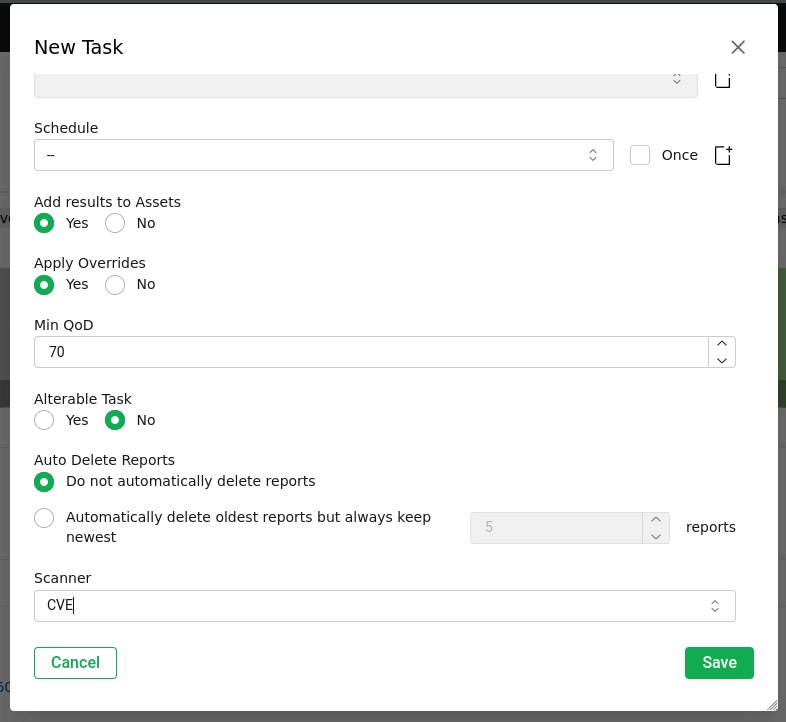 New Task
Schedule
--
Once
Add results to Assets
Yes No
Apply Overrides
Yes No
Min QoD
70
Alterable Task
Yes No
Auto Delete Reports
Do not automatically delete reports
Automatically delete oldest reports but always keep
newest
5
reports
Scanner
CVE
Cancel Save